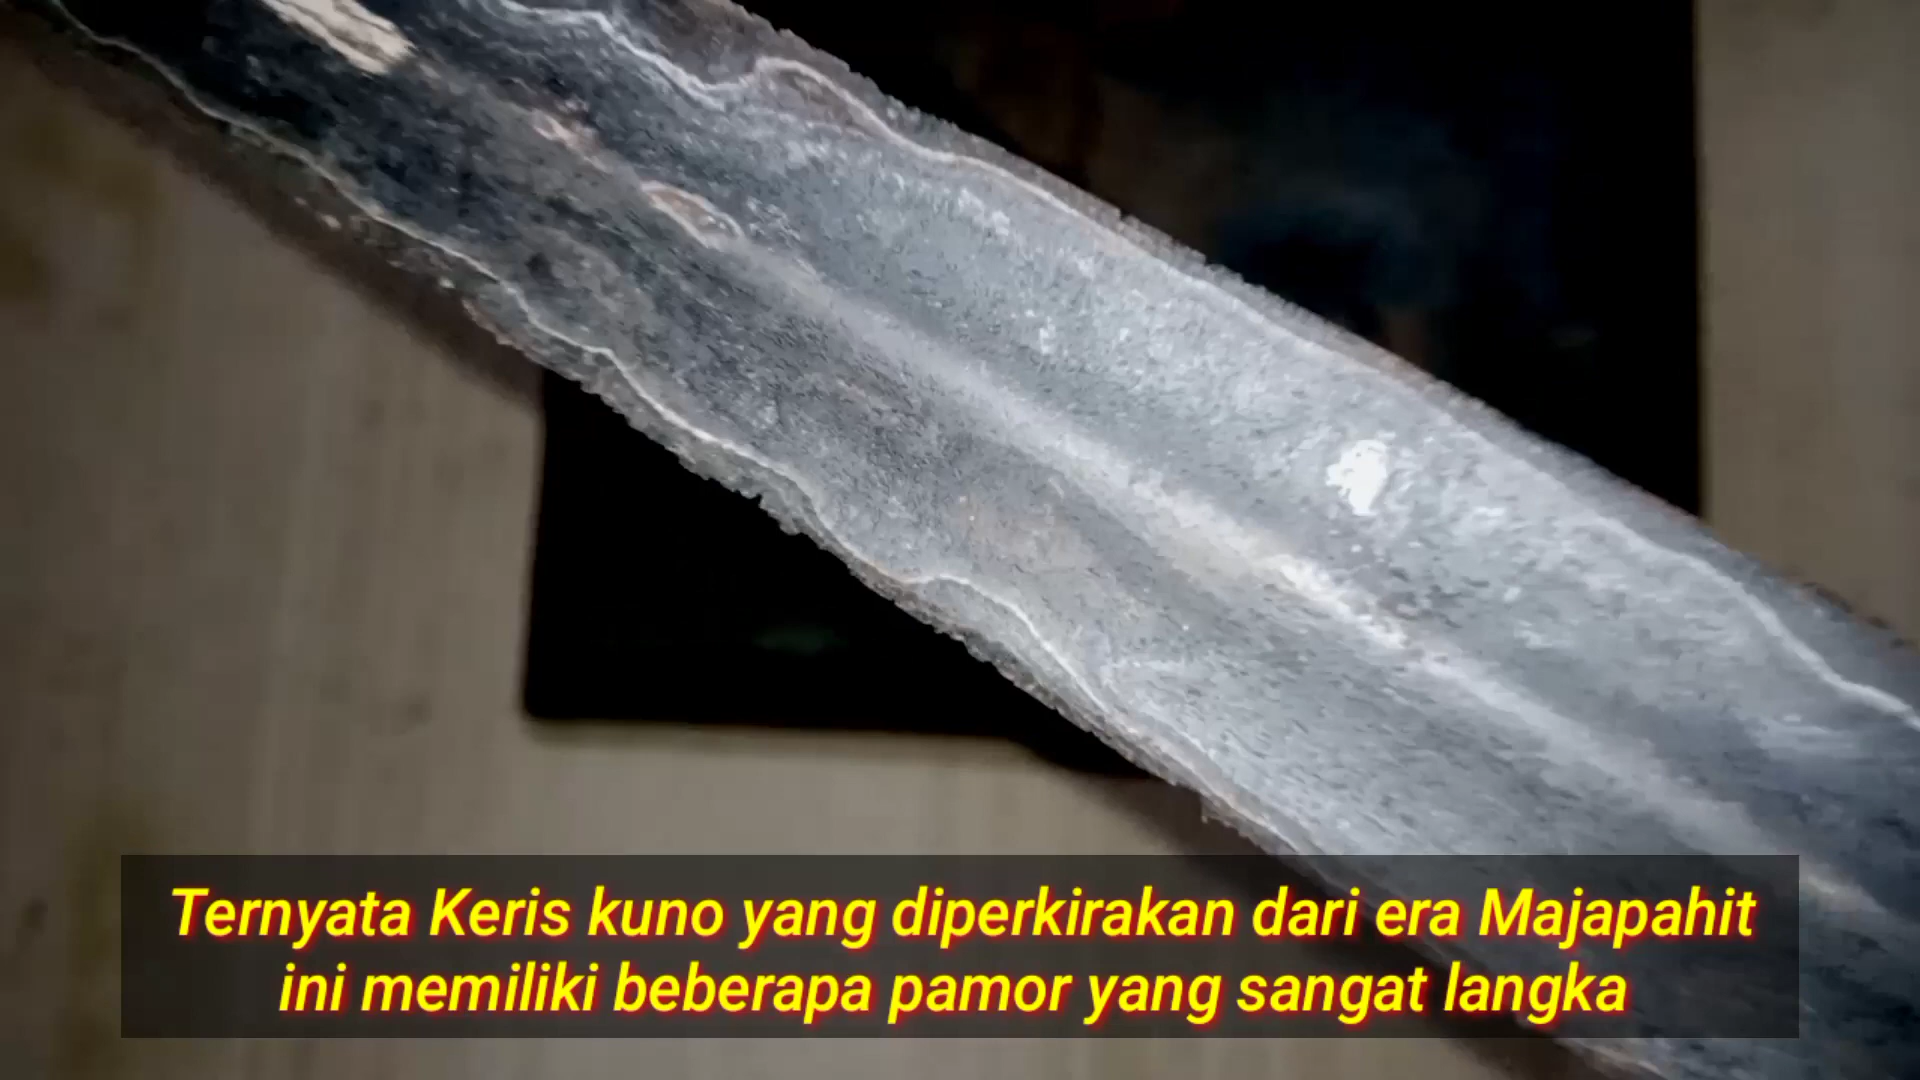 Ternyata Keris kuno yang diperkirakan dari era Majapahit
ini memiliki beberapa pamor yang sangat langka